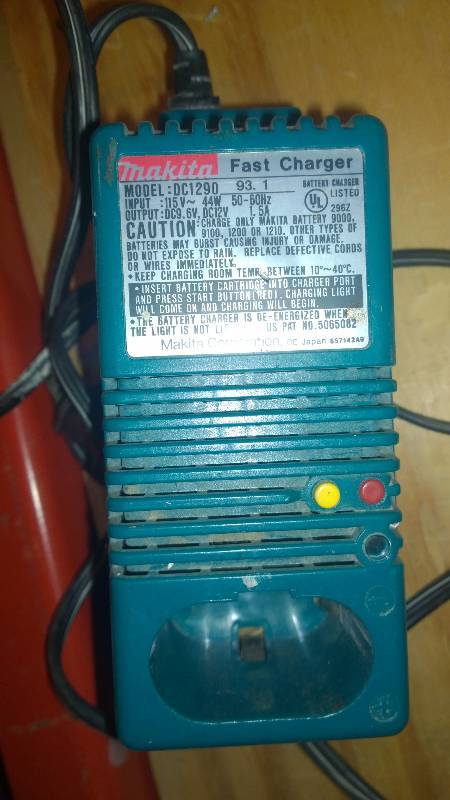 makita Fast Charger
MODEL:DC1290 93. 1 BATTERY CHARGER
INPUT :115V~ 44W 50-60Hz UL LISTED
OUTPUT:DC9.6V,DC12V 1.5A 296Z
CAUTION:CHARGE ONLY MAKITA BATTERY 9000,
9100, 1200 OR 1210. OTHER TYPES OF
BATTERIES MAY BURST CAUSING INJURY OR DAMAGE.
DO NOT EXPOSE TO RAIN. REPLACE DEFECTIVE CORDS
OR WIRES IMMEDIATELY.
• KEEP CHARGING ROOM TEMP. BETWEEN 10°~40°C.
• INSERT BATTERY CARTRIDGE INTO CHARGER PORT
AND PRESS START BUTTON(RED). CHARGING LIGHT
WILL COME ON AND CHARGING WILL BEGIN.
•THE BATTERY CHARGER IS DE-ENERGIZED WHEN
THE LIGHT IS NOT US PAT NO.5065082
Makita Corporation. Japan 857142A9